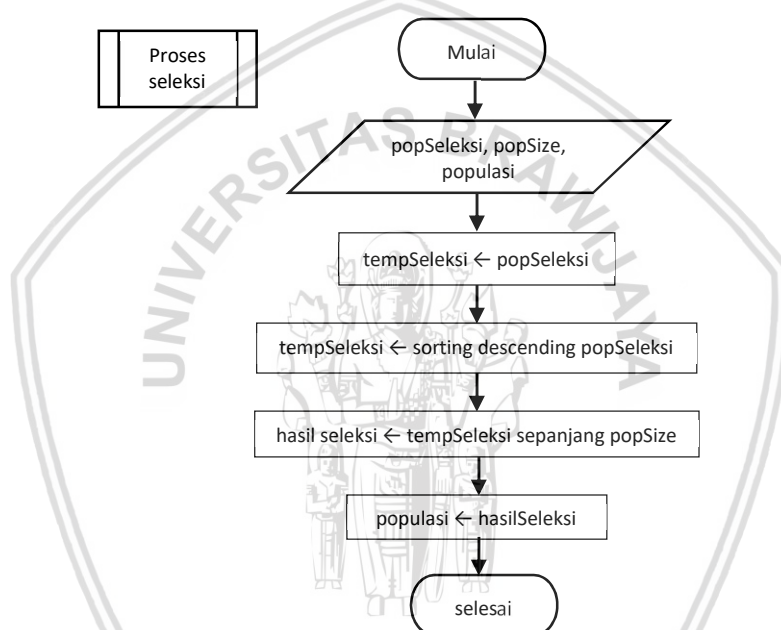 Proses
seleksi
Mulai
popSeleksi, popSize,
populasi
tempSeleksi ← popSeleksi
tempSeleksi ← sorting descending popSeleksi
hasil seleksi ← tempSeleksi sepanjang popSize
populasi ← hasilSeleksi
selesai
UNIVERSITAS BRAWIJAYA